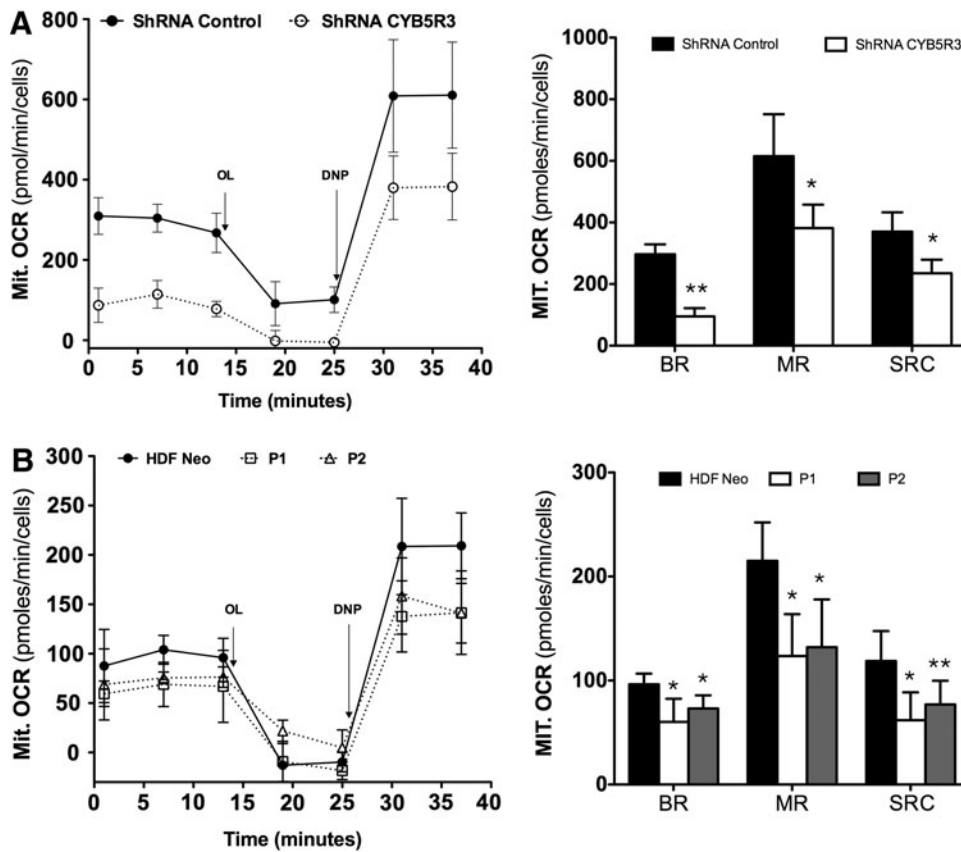 A
ShRNA Control
ShRNA CYB5R3
Mit. OCR (pmol/min/cells)
800
600
400
200
0
OL
DNP
0 5 10 15 20 25 30 35 40
Time (minutes)
ShRNA Control
ShRNA CYB5R3
MIT. OCR (pmoles/min/cells)
1000
800
600
400
200
0
**
*
*
BR MR SRC
B
HDF Neo
P1
P2
Mit. OCR (pmoles/min/cells)
300
250
200
150
100
50
0
OL
DNP
0 5 10 15 20 25 30 35 40
Time (minutes)
HDF Neo
P1
P2
MIT. OCR (pmoles/min/cells)
300
200
100
0
* *
* *
* **
BR MR SRC